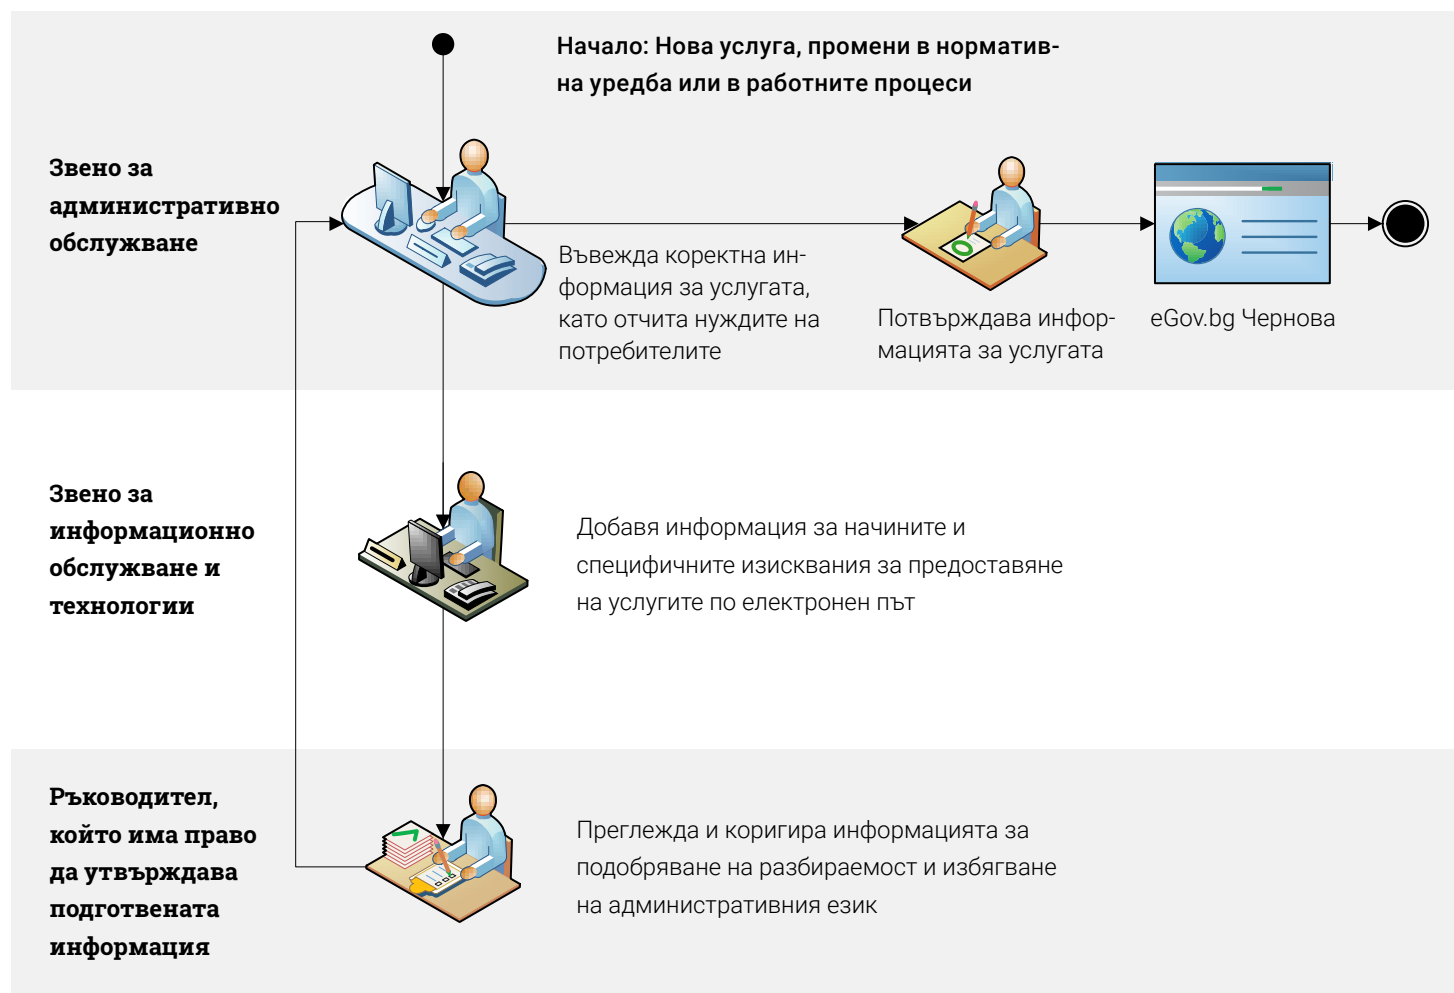 Начало: Нова услуга, промени в норматив-
на уредба или в работните процеси
Звено за
административно
обслужване
Въвежда коректна ин-
формация за услугата,
като отчита нуждите на
потребителите
Потвърждава инфор-
мацията за услугата
eGov.bg Чернова
Звено за
информационно
обслужване и
технологии
Добавя информация за начините и
специфичните изисквания за предоставяне
на услугите по електронен път
Ръководител,
който има право
да утвърждава
подготвената
информация
Преглежда и коригира информацията за
подобряване на разбираемост и избягване
на административния език